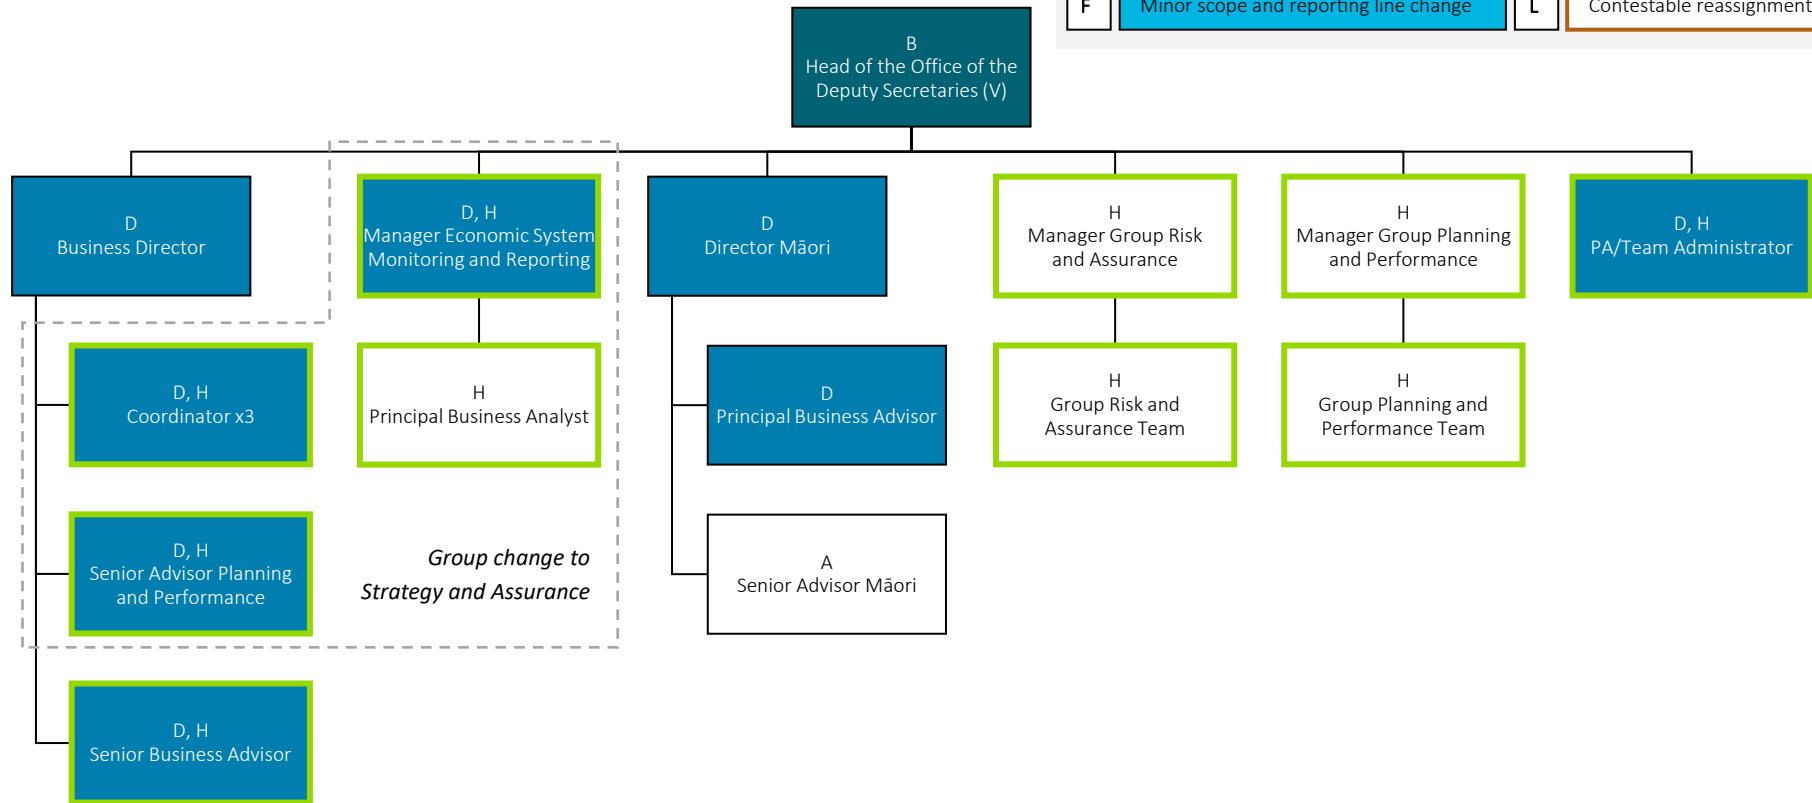 F
Minor scope and reporting line change
L
Contestable reassignment
B
Head of the Office of the
Deputy Secretaries (V)
D
Business Director
D, H
Manager Economic System
Monitoring and Reporting
D
Director Māori
H
Manager Group Risk
and Assurance
H
Manager Group Planning
and Performance
D, H
PA/Team Administrator
D, H
Coordinator x3
H
Principal Business Analyst
D
Principal Business Advisor
H
Group Risk and
Assurance Team
H
Group Planning and
Performance Team
D, H
Senior Advisor Planning
and Performance
Group change to
Strategy and Assurance
A
Senior Advisor Māori
D, H
Senior Business Advisor